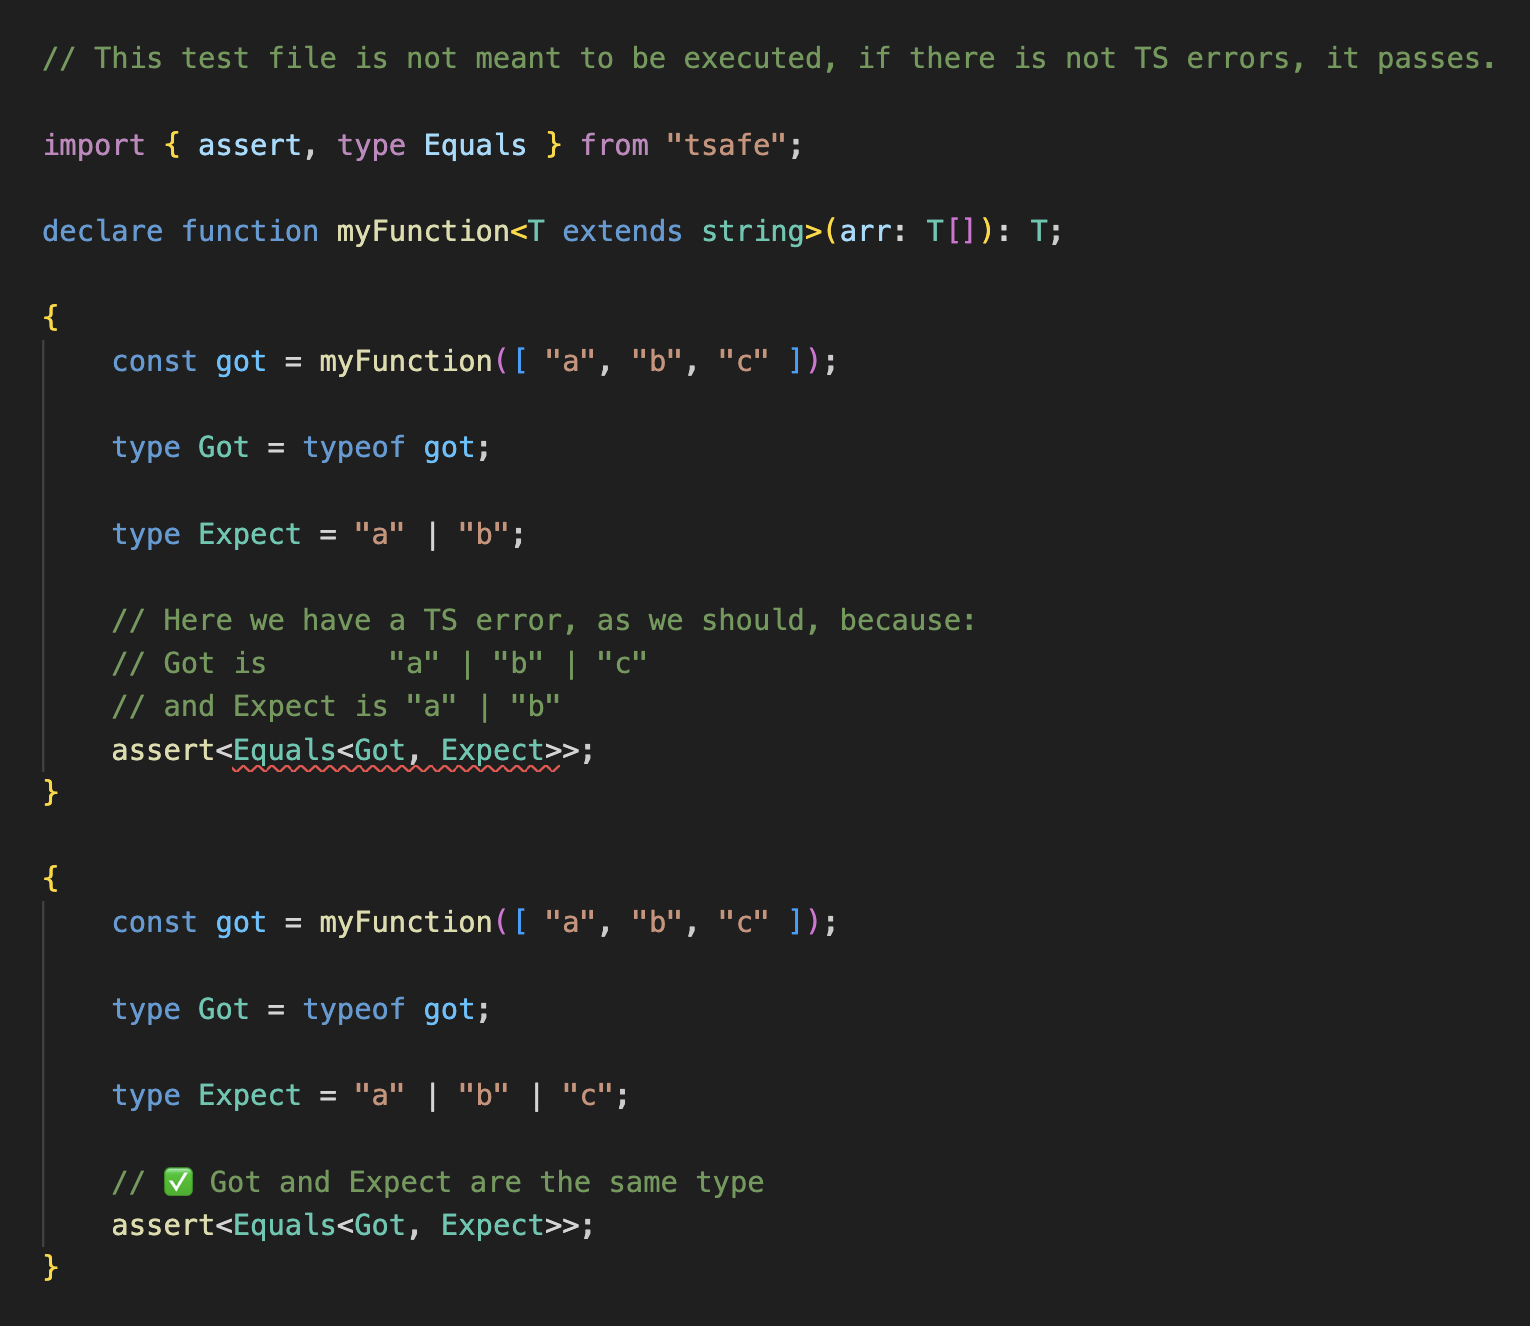 // This test file is not meant to be executed, if there is not TS errors, it passes.
import { assert, type Equals } from "tsafe";
declare function myFunction<T extends string>(arr: T[]): T;
{
    const got = myFunction([ "a", "b", "c" ]);
    type Got = typeof got;
    type Expect = "a" | "b";
    // Here we have a TS error, as we should, because:
    // Got is       "a" | "b" | "c"
    // and Expect is "a" | "b"
    assert<Equals<Got, Expect>>;
}
{
    const got = myFunction([ "a", "b", "c" ]);
    type Got = typeof got;
    type Expect = "a" | "b" | "c";
    // ✅ Got and Expect are the same type
    assert<Equals<Got, Expect>>;
}